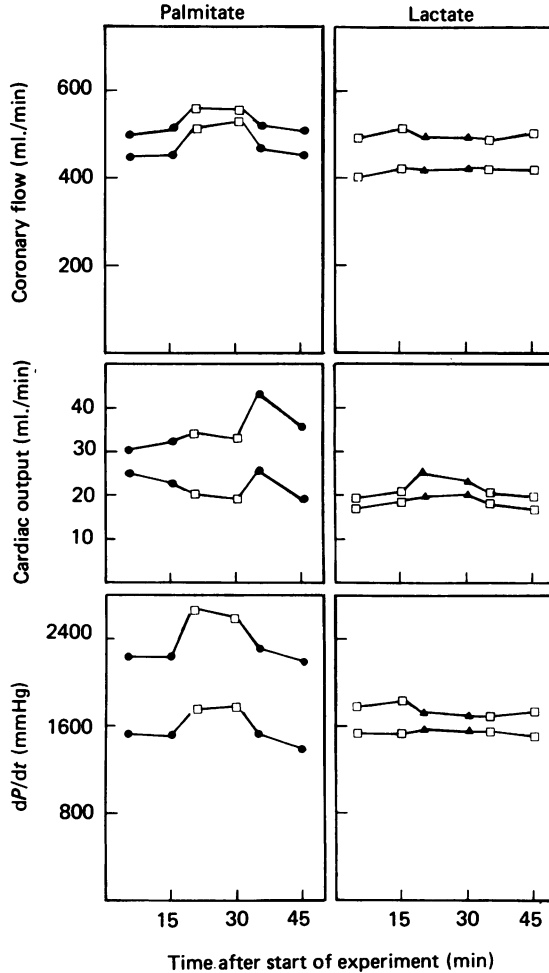 Palmitate Lactate
Coronary flow (ml./min)
600
400
200
Cardiac output (ml./min)
40
30
20
10
dP/dt (mmHg)
2400
1600
800
15 30 45 15 30 45
Time after start of experiment (min)